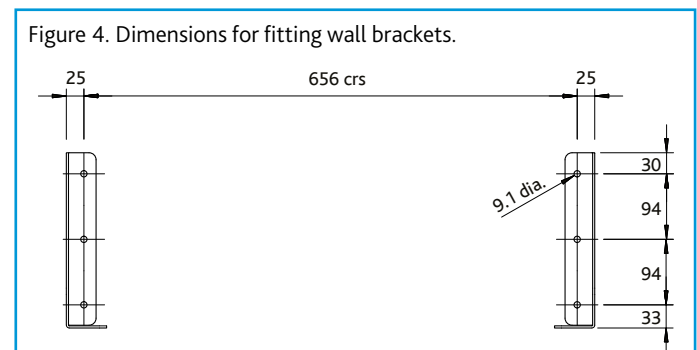 Figure 4. Dimensions for fitting wall brackets.
25 656 crs 25
30
9.1 dia.
94
94
33